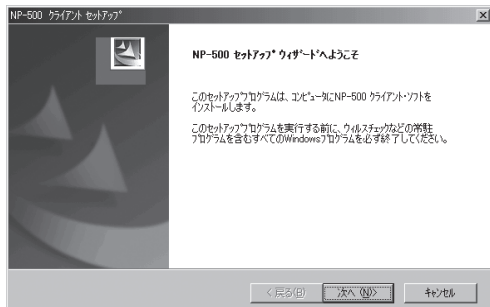 NP-500 クライアント セットアップ
NP-500 セットアップ ウィザードへようこそ
このセットアッププログラムは、コンピュータにNP-500 クライアント・ソフトを
インストールします。
このセットアッププログラムを実行する前に、ウィルスチェックなどの常駐
プログラムを含むすべてのWindowsプログラムを必ず終了してください。
< 戻る(B)
次へ (N)>
キャンセル